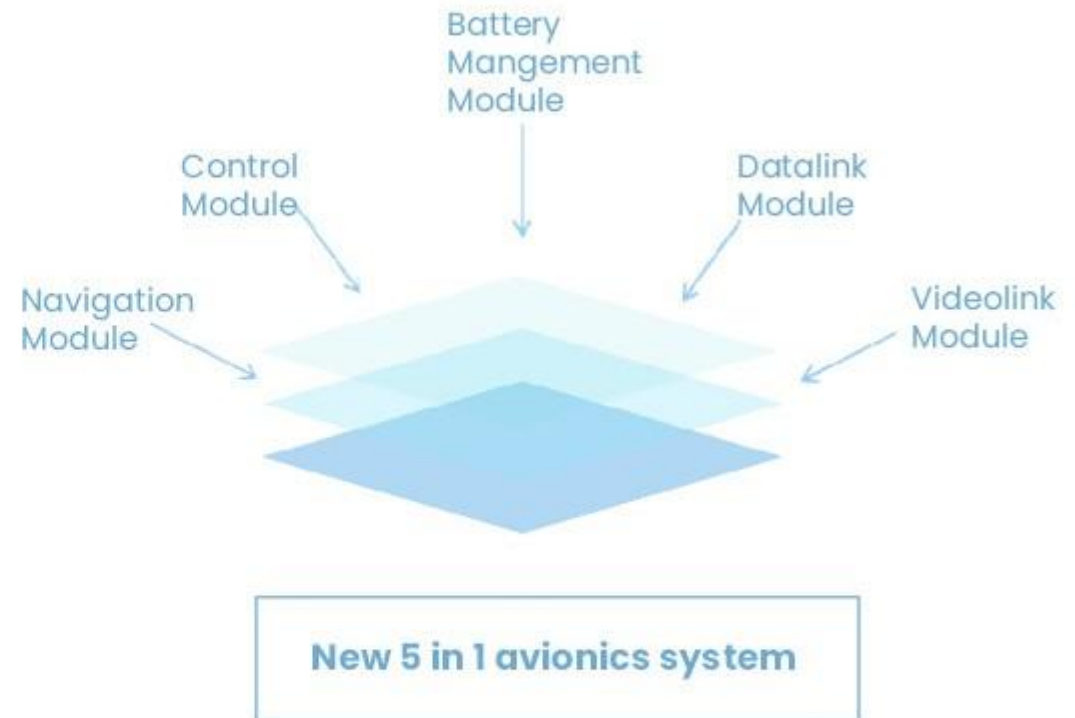 Battery
Mangement
Module
Control
Module
Datalink
Module
Navigation
Module
Videolink
Module
New 5 in 1 avionics system